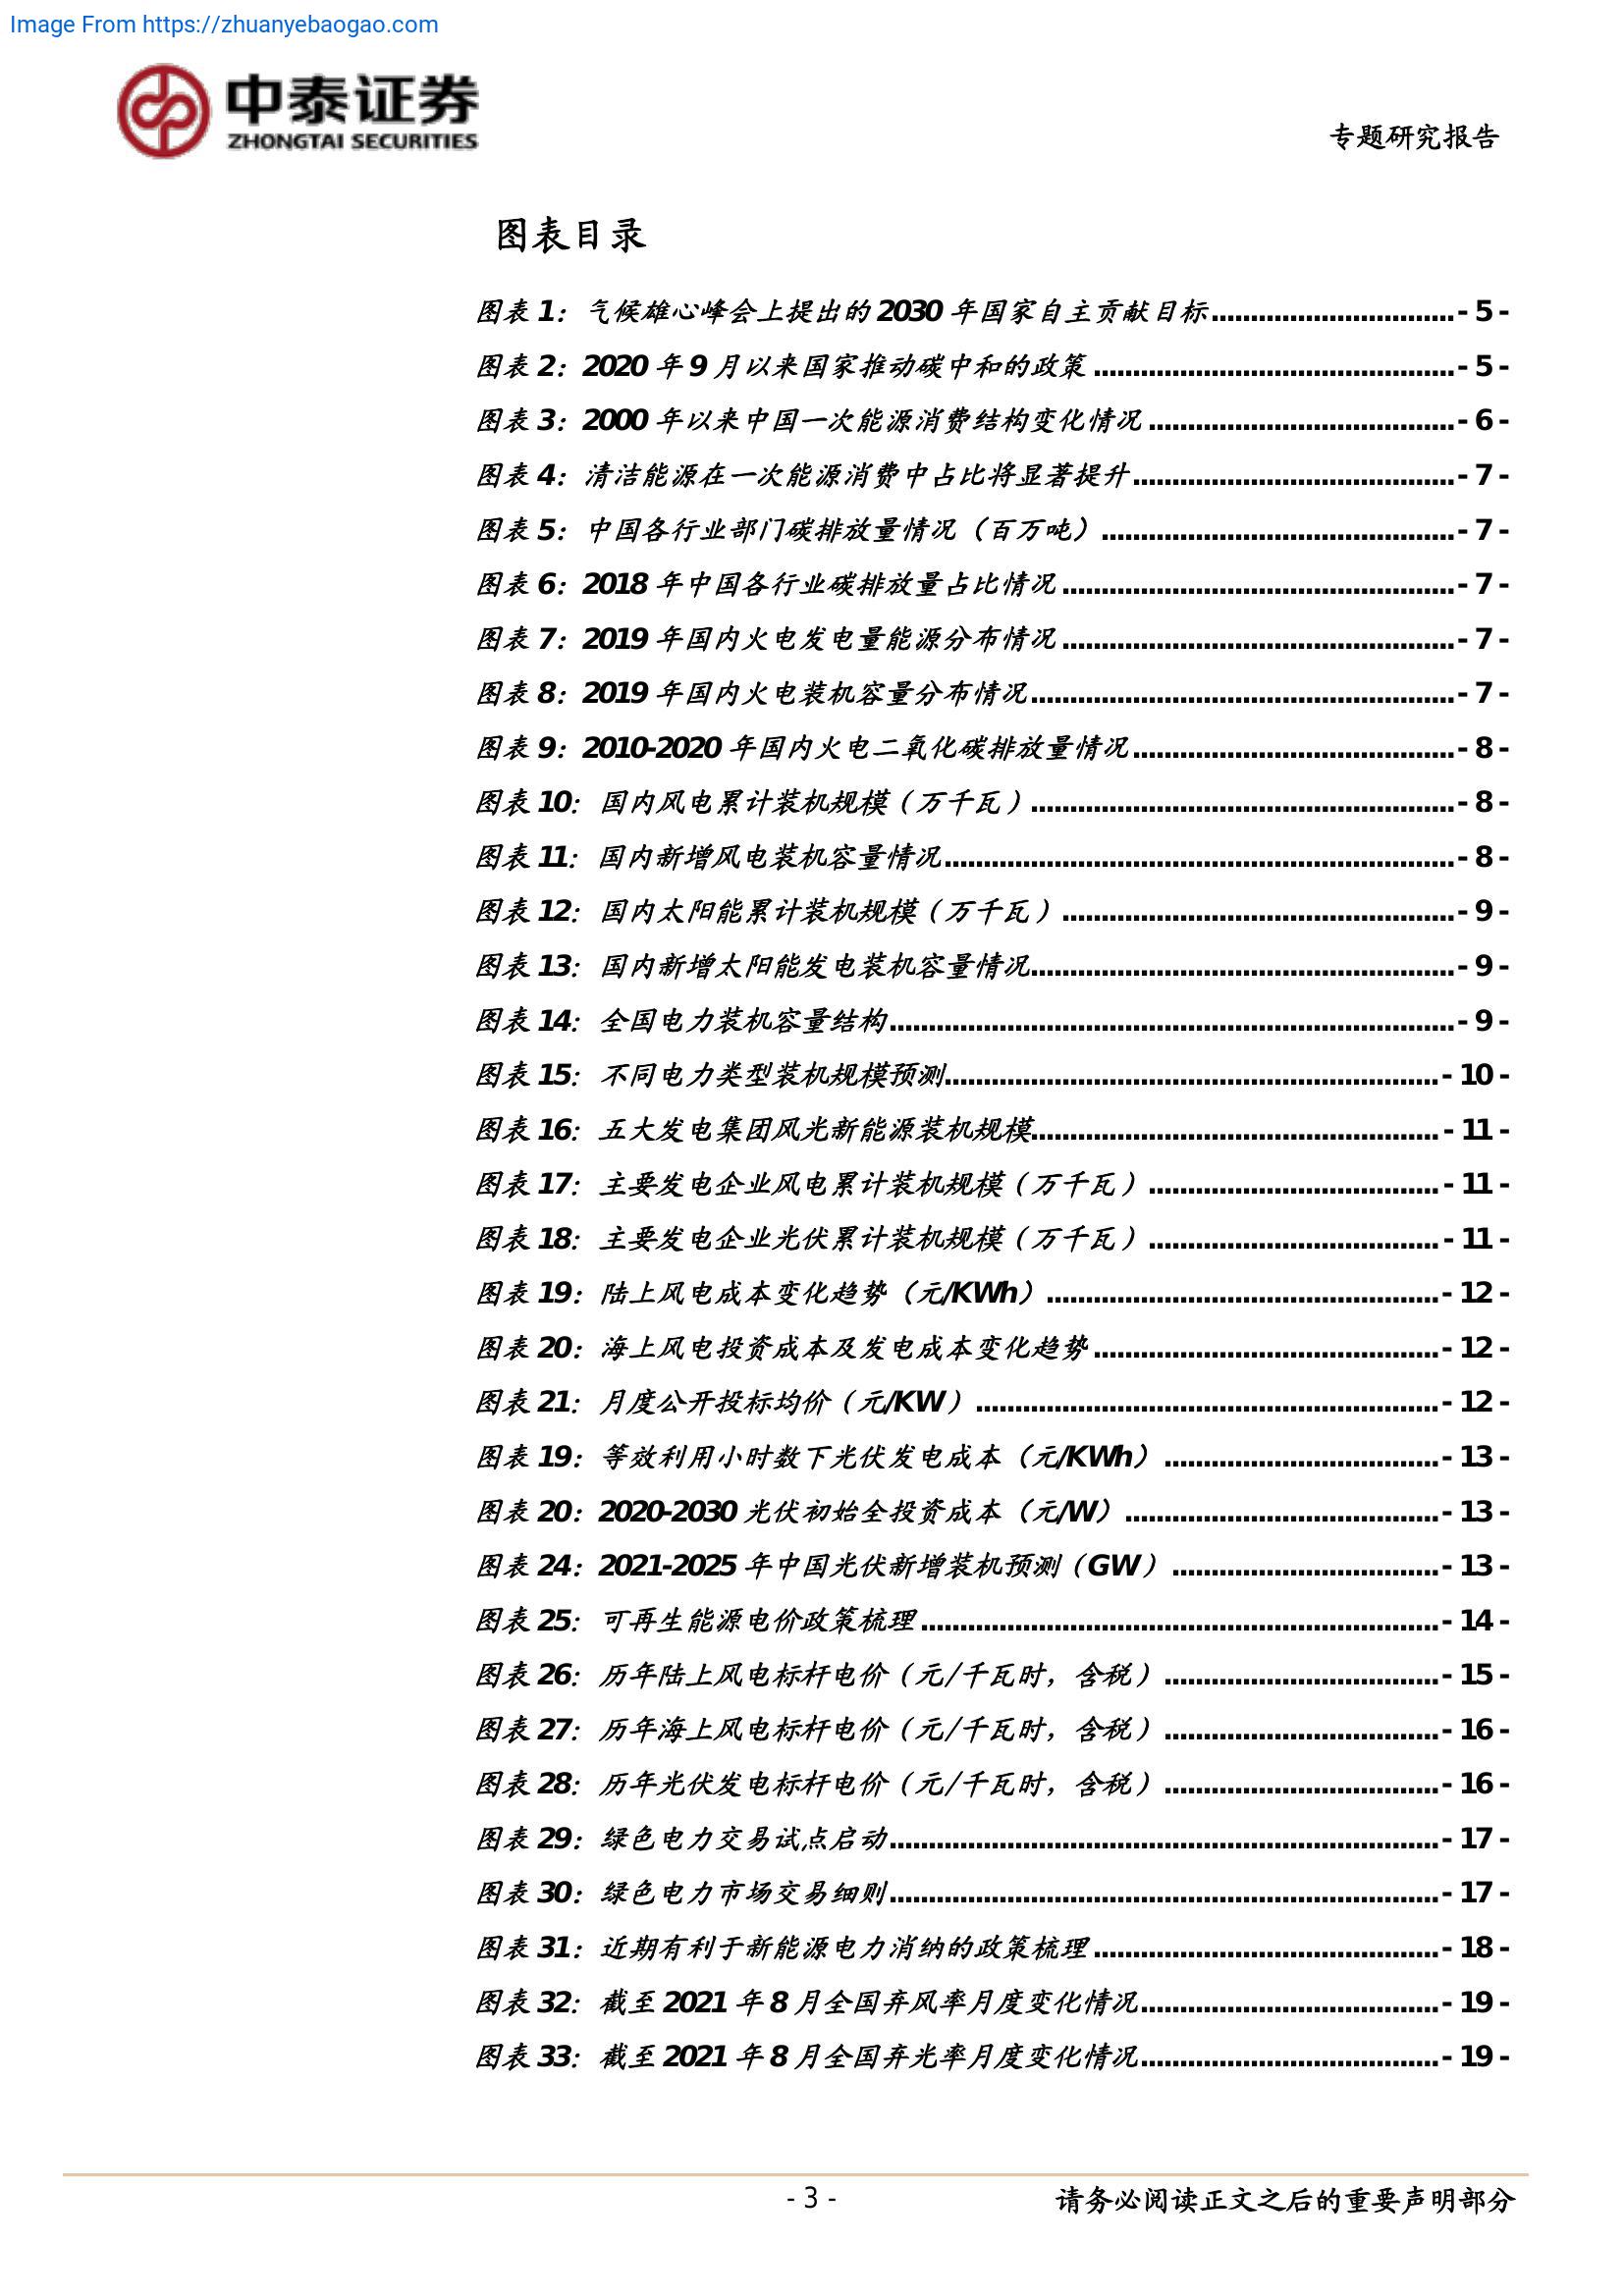 Image From https://zhuanyebaogao.com
中泰证券
ZHONGTAI SECURITIES
专题研究报告
图表目录
图表 1：气候雄心峰会上提出的 2030 年国家自主贡献目标..............................- 5 -
图表 2：2020 年 9 月以来国家推动碳中和的政策.............................................- 5 -
图表 3：2000 年以来中国一次能源消费结构变化情况......................................- 6 -
图表 4：清洁能源在一次能源消费中占比将显著提升........................................- 7 -
图表 5：中国各行业部门碳排放量情况（百万吨）............................................- 7 -
图表 6：2018 年中国各行业碳排放量占比情况.................................................- 7 -
图表 7：2019 年国内火电发电量能源分布情况.................................................- 7 -
图表 8：2019 年国内火电装机容量分布情况.....................................................- 7 -
图表 9：2010-2020 年国内火电二氧化碳排放量情况........................................- 8 -
图表 10：国内风电累计装机规模（万千瓦）.....................................................- 8 -
图表 11：国内新增风电装机容量情况................................................................- 8 -
图表 12：国内太阳能累计装机规模（万千瓦）.................................................- 9 -
图表 13：国内新增太阳能发电装机容量情况.....................................................- 9 -
图表 14：全国电力装机容量结构.......................................................................- 9 -
图表 15：不同电力类型装机规模预测..............................................................- 10 -
图表 16：五大发电集团风光新能源装机规模...................................................- 11 -
图表 17：主要发电企业风电累计装机规模（万千瓦）....................................- 11 -
图表 18：主要发电企业光伏累计装机规模（万千瓦）....................................- 11 -
图表 19：陆上风电成本变化趋势（元/KWh）.................................................- 12 -
图表 20：海上风电投资成本及发电成本变化趋势...........................................- 12 -
图表 21：月度公开投标均价（元/KW）..........................................................- 12 -
图表 19：等效利用小时数下光伏发电成本（元/KWh）..................................- 13 -
图表 20：2020-2030 光伏初始全投资成本（元/W）.......................................- 13 -
图表 24：2021-2025 年中国光伏新增装机预测（GW）.................................- 13 -
图表 25：可再生能源电价政策梳理.................................................................- 14 -
图表 26：历年陆上风电标杆电价（元/千瓦时，含税）..................................- 15 -
图表 27：历年海上风电标杆电价（元/千瓦时，含税）..................................- 16 -
图表 28：历年光伏发电标杆电价（元/千瓦时，含税）..................................- 16 -
图表 29：绿色电力交易试点启动.....................................................................- 17 -
图表 30：绿色电力市场交易细则.....................................................................- 17 -
图表 31：近期有利于新能源电力消纳的政策梳理...........................................- 18 -
图表 32：截至 2021 年 8 月全国弃风率月度变化情况.....................................- 19 -
图表 33：截至 2021 年 8 月全国弃光率月度变化情况.....................................- 19 -
- 3 -
请务必阅读正文之后的重要声明部分